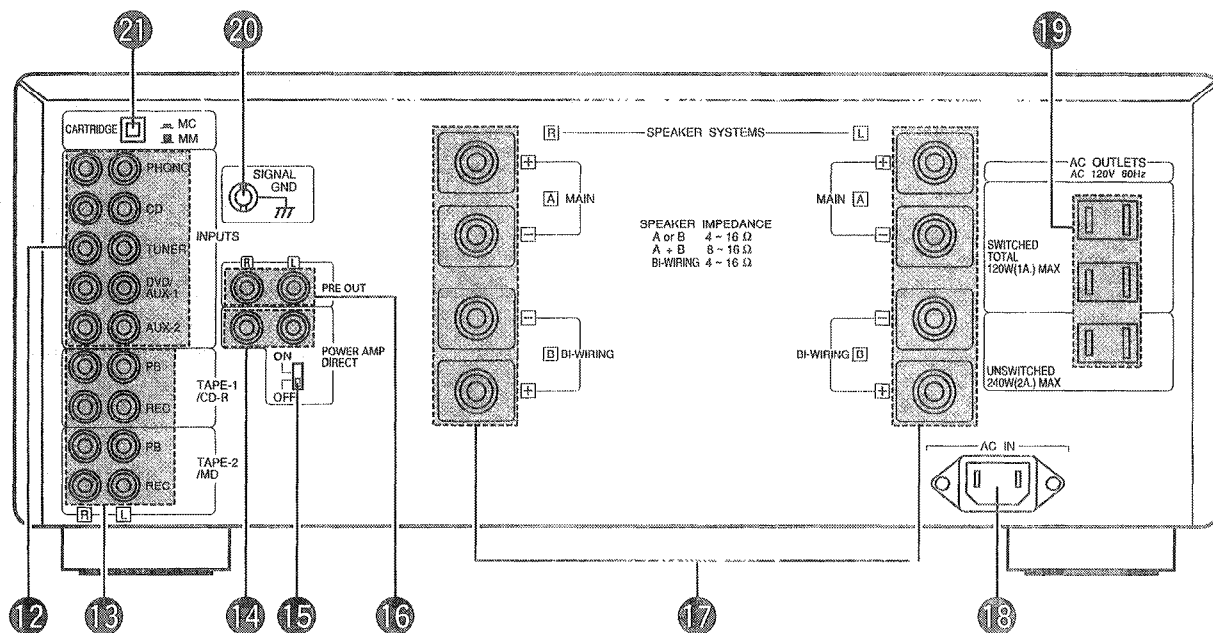 21
20
19
CARTRIDGE
MC
MM
PHONO
CD
TUNER
DVD/
AUX-1
AUX-2
INPUTS
PB
REC
TAPE-1
/CD-R
PB
REC
TAPE-2
/MD
R L
SIGNAL
GND
R L
PRE OUT
POWER AMP
DIRECT
ON
OFF
R SPEAKER SYSTEMS L
+
A MAIN
−
−
B BI-WIRING
+
SPEAKER IMPEDANCE
A or B 4 ~ 16 Ω
A + B 8 ~ 16 Ω
BI-WIRING 4 ~ 16 Ω
+
MAIN A
−
−
BI-WIRING B
+
AC OUTLETS
AC 120V 60Hz
SWITCHED
TOTAL
120W(1A.) MAX
UNSWITCHED
240W(2A.) MAX
AC IN
12
13
14
15
16
17
18